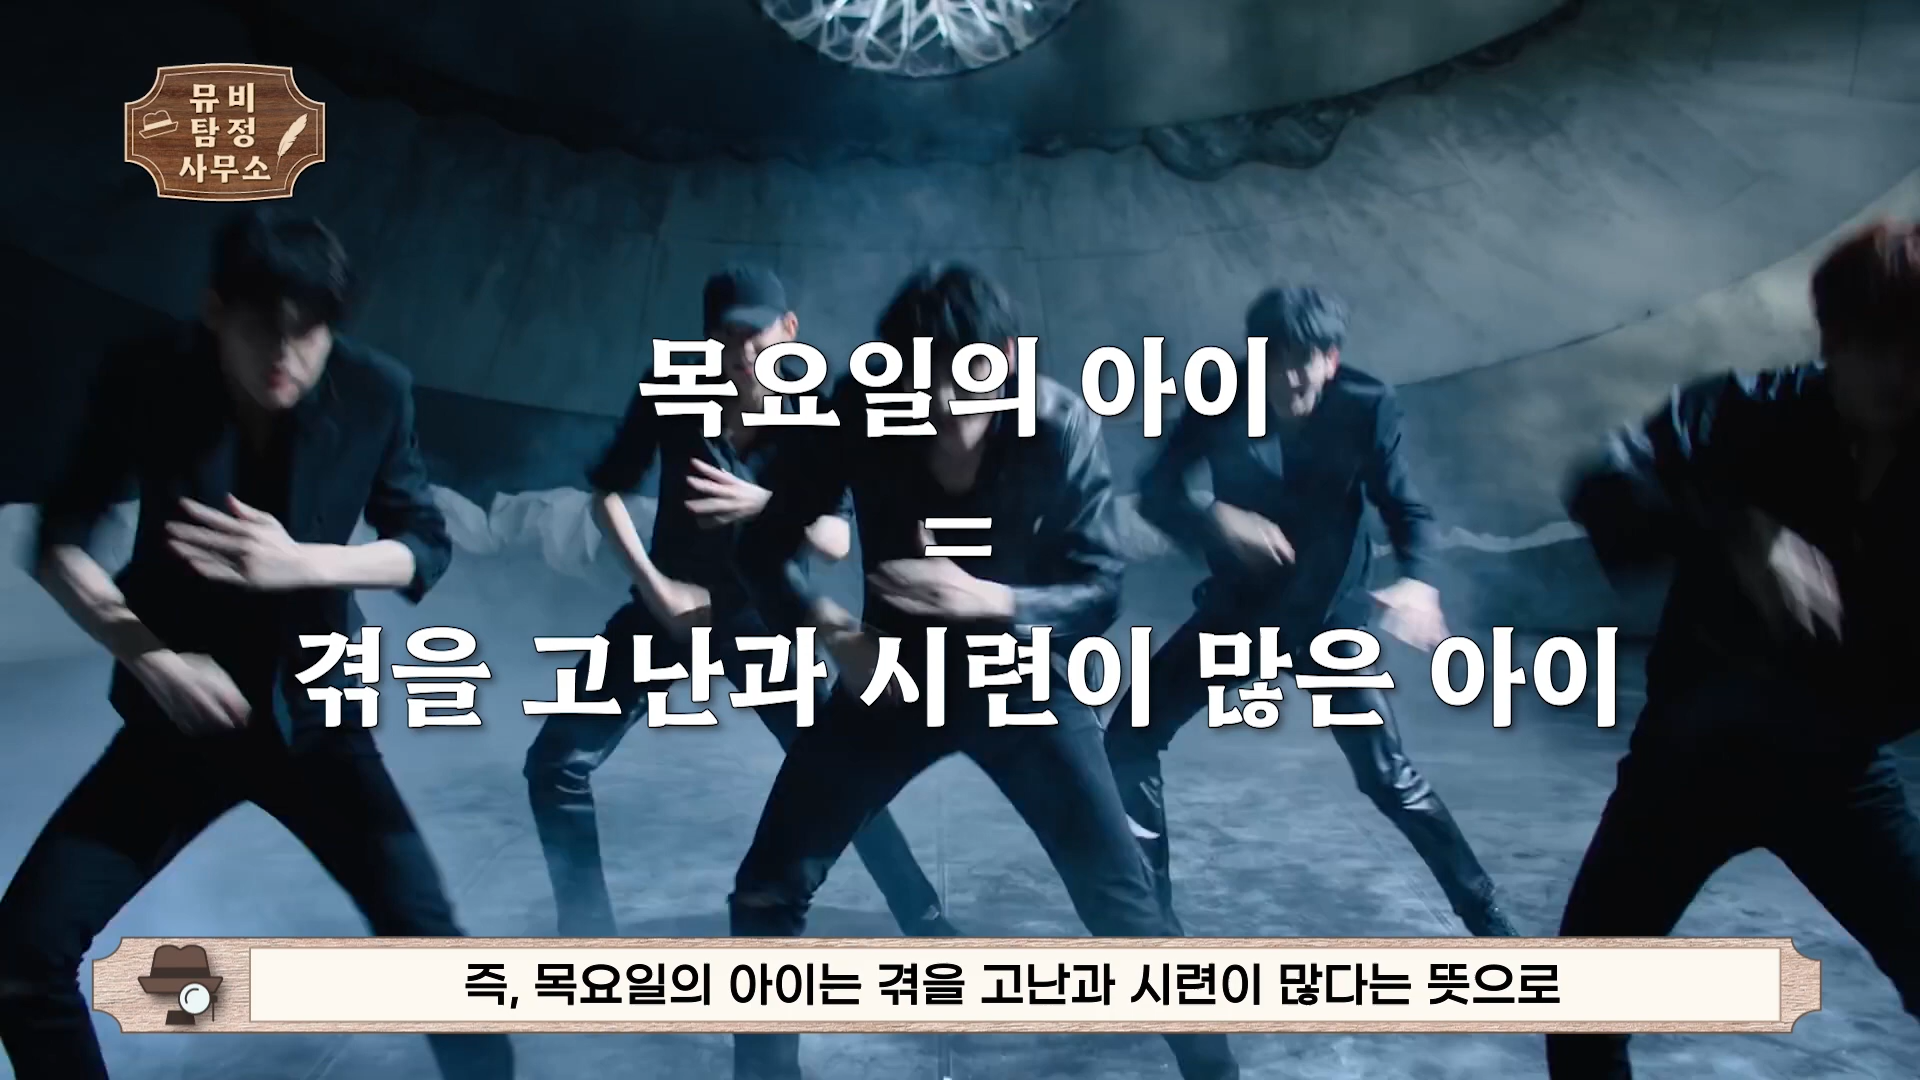 뮤비
탐정
사무소
목요일의 아이
=
겪을 고난과 시련이 많은 아이
즉, 목요일의 아이는 겪을 고난과 시련이 많다는 뜻으로